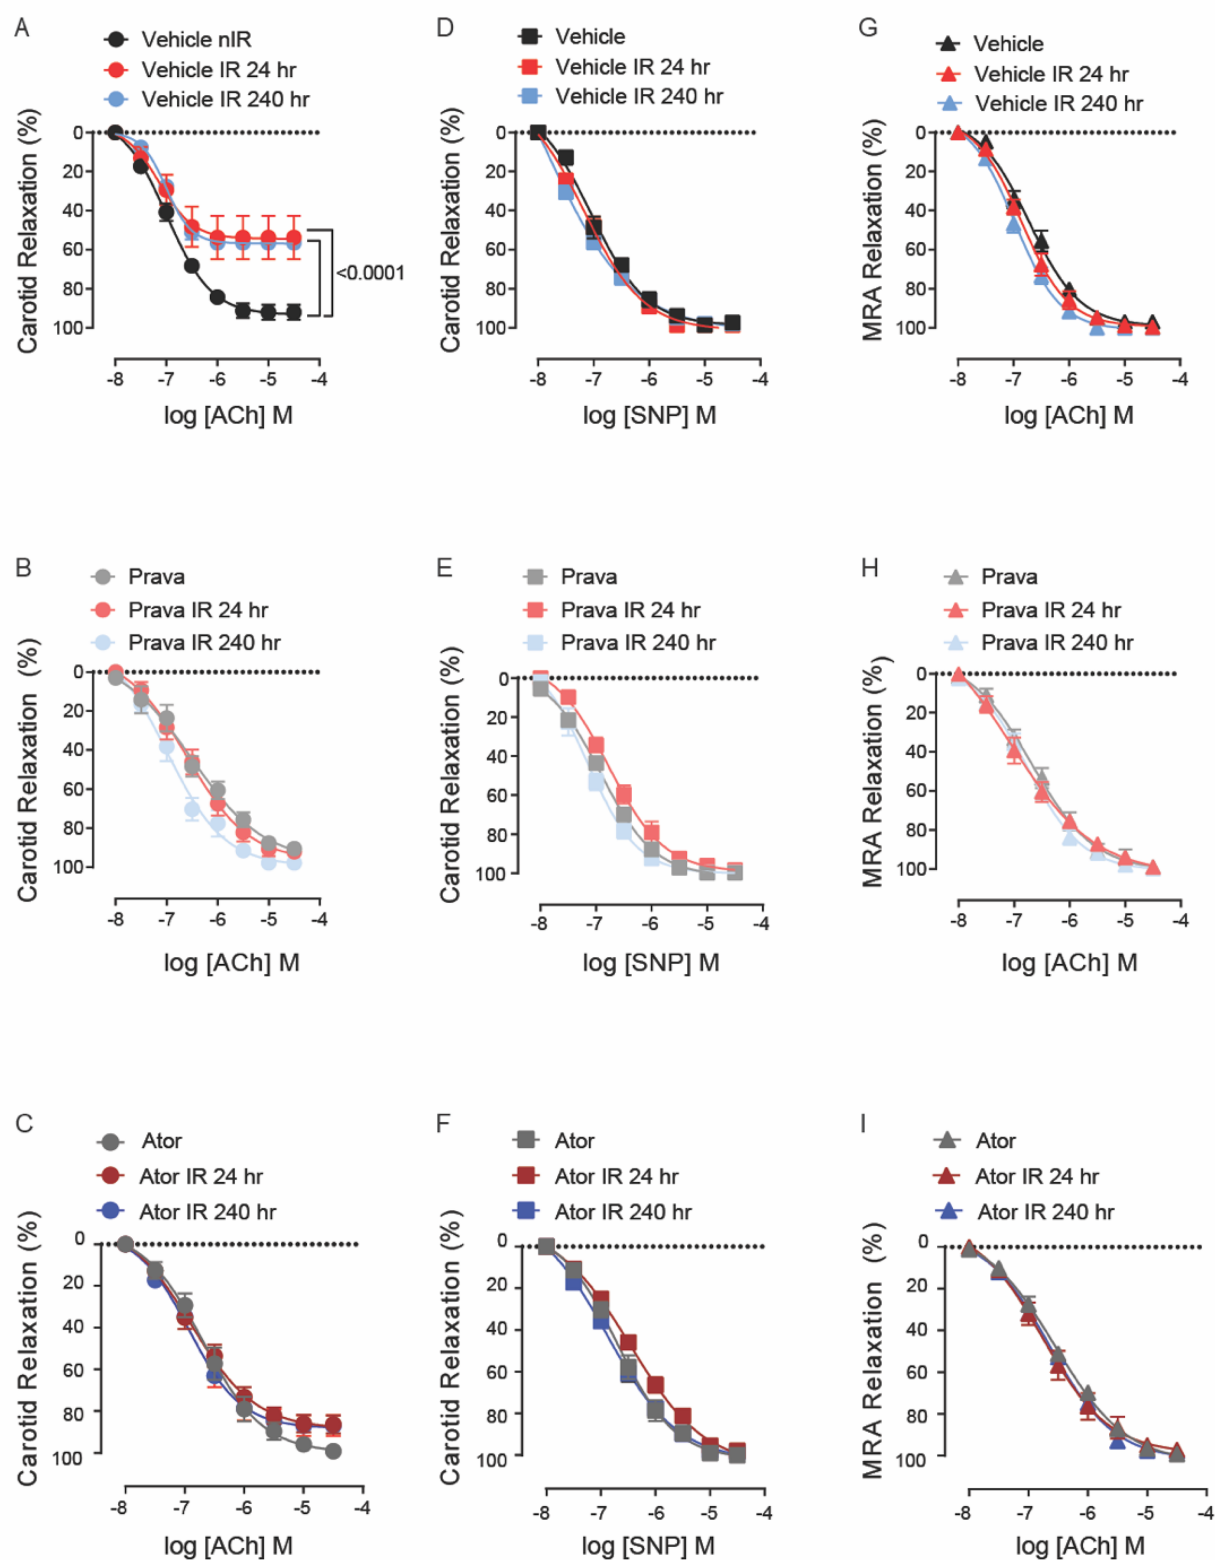 A
Vehicle nIR
Vehicle IR 24 hr
Vehicle IR 240 hr
Carotid Relaxation (%)
0
20
40
60
80
100
<0.0001
-8 -7 -6 -5 -4
log [ACh] M
D
Vehicle
Vehicle IR 24 hr
Vehicle IR 240 hr
Carotid Relaxation (%)
0
20
40
60
80
100
-8 -7 -6 -5 -4
log [SNP] M
G
Vehicle
Vehicle IR 24 hr
Vehicle IR 240 hr
MRA Relaxation (%)
0
20
40
60
80
100
-8 -7 -6 -5 -4
log [ACh] M
B
Prava
Prava IR 24 hr
Prava IR 240 hr
Carotid Relaxation (%)
0
20
40
60
80
100
-8 -7 -6 -5 -4
log [ACh] M
E
Prava
Prava IR 24 hr
Prava IR 240 hr
Carotid Relaxation (%)
0
20
40
60
80
100
-8 -7 -6 -5 -4
log [SNP] M
H
Prava
Prava IR 24 hr
Prava IR 240 hr
MRA Relaxation (%)
0
20
40
60
80
100
-8 -7 -6 -5 -4
log [ACh] M
C
Ator
Ator IR 24 hr
Ator IR 240 hr
Carotid Relaxation (%)
0
20
40
60
80
100
-8 -7 -6 -5 -4
log [ACh] M
F
Ator
Ator IR 24 hr
Ator IR 240 hr
Carotid Relaxation (%)
0
20
40
60
80
100
-8 -7 -6 -5 -4
log [SNP] M
I
Ator
Ator IR 24 hr
Ator IR 240 hr
MRA Relaxation (%)
0
20
40
60
80
100
-8 -7 -6 -5 -4
log [ACh] M